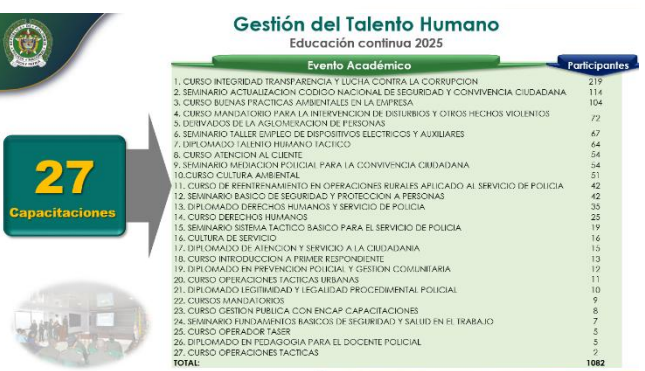 Gestión del Talento Humano
Educación continua 2025
Evento Académico Participantes
1. CURSO INTEGRIDAD TRANSPARENCIA Y LUCHA CONTRA LA CORRUPCION 219
2. SEMINARIO ACTUALIZACION CODIGO NACIONAL DE SEGURIDAD Y CONVIVENCIA CIUDADANA 114
3. CURSO BUENAS PRACTICAS AMBIENTALES EN LA EMPRESA 104
4. CURSO MANDATORIO PARA LA INTERVENCION DE DISTURBIOS Y OTROS HECHOS VIOLENTOS
5. DERIVADOS DE LA AGLOMERACION DE PERSONAS 72
6. SEMINARIO TALLER EMPLEO DE DISPOSITIVOS ELECTRICOS Y AUXILIARES 67
7. DIPLOMADO TALENTO HUMANO TACTICO 64
8. CURSO ATENCION AL CLIENTE 54
9. SEMINARIO MEDIACION POLICIAL PARA LA CONVIVENCIA CIUDADANA 54
10.CURSO CULTURA AMBIENTAL 51
11. CURSO DE REENTRENAMIENTO EN OPERACIONES RURALES APLICADO AL SERVICIO DE POLICIA 42
12. SEMINARIO BASICO DE SEGURIDAD Y PROTECCION A PERSONAS 42
13. DIPLOMADO DERECHOS HUMANOS Y SERVICIO DE POLICIA 35
14. CURSO DERECHOS HUMANOS 25
15. SEMINARIO SISTEMA TACTICO BASICO PARA EL SERVICIO DE POLICIA 19
16. CULTURA DE SERVICIO 16
17. DIPLOMADO DE ATENCION Y SERVICIO A LA CIUDADANIA 15
18. CURSO INTRODUCCION A PRIMER RESPONDIENTE 13
19. DIPLOMADO EN PREVENCION POLICIAL Y GESTION COMUNITARIA 12
20. CURSO OPERACIONES TACTICAS URBANAS 11
21. DIPLOMADO LEGITIMIDAD Y LEGALIDAD PROCEDIMENTAL POLICIAL 10
22. CURSOS MANDATORIOS 9
23. CURSO GESTION PUBLICA CON ENCAP CAPACITACIONES 8
24. SEMINARIO FUNDAMENTOS BASICOS DE SEGURIDAD Y SALUD EN EL TRABAJO 7
25. CURSO OPERADOR TASER 5
26. DIPLOMADO EN PEDAGOGIA PARA EL DOCENTE POLICIAL 5
27. CURSO OPERACIONES TACTICAS 2
TOTAL: 1082
27
Capacitaciones